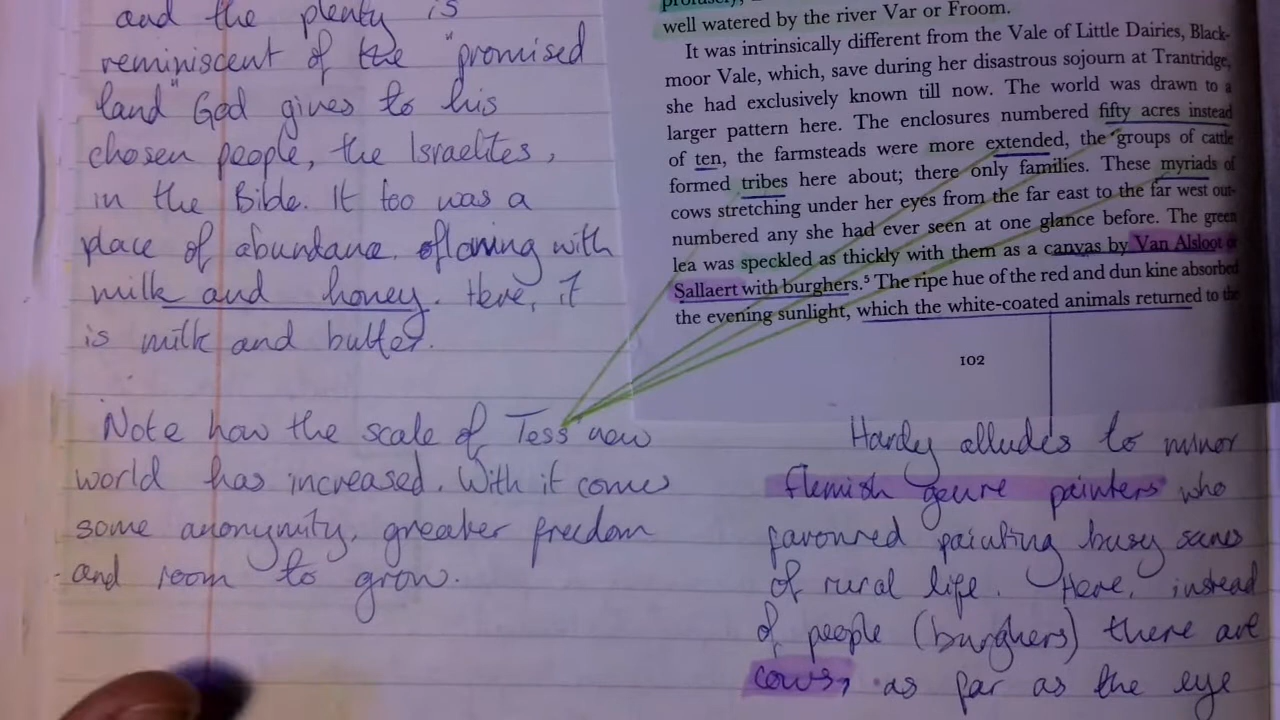 and the plenty is
reminiscent of the "promised
land" God gives to his
chosen people, the Israelites,
in the Bible. It too was a
place of abundance, oflowing with
milk and honey. Here, it
is milk and butter.
Note how the scale of Tess' new
world has increased. With it comes
some anonymity, greater freedom
and room to grow.
well watered by the river Var or Froom.
It was intrinsically different from the Vale of Little Dairies, Black-
moor Vale, which, save during her disastrous sojourn at Trantridge,
she had exclusively known till now. The world was drawn to a
larger pattern here. The enclosures numbered fifty acres instead
of ten, the farmsteads were more extended, the groups of cattle
formed tribes here about; there only families. These myriads of
cows stretching under her eyes from the far east to the far west out-
numbered any she had ever seen at one glance before. The green
lea was speckled as thickly with them as a canvas by Van Alsloot or
Sallaert with burghers.⁵ The ripe hue of the red and dun kine absorbed
the evening sunlight, which the white-coated animals returned to the
102
Hardy alludes to minor
flemish genre painters who
favoured painting busy scenes
of rural life. Here, instead
of people (burghers) there are
cows, as far as the eye